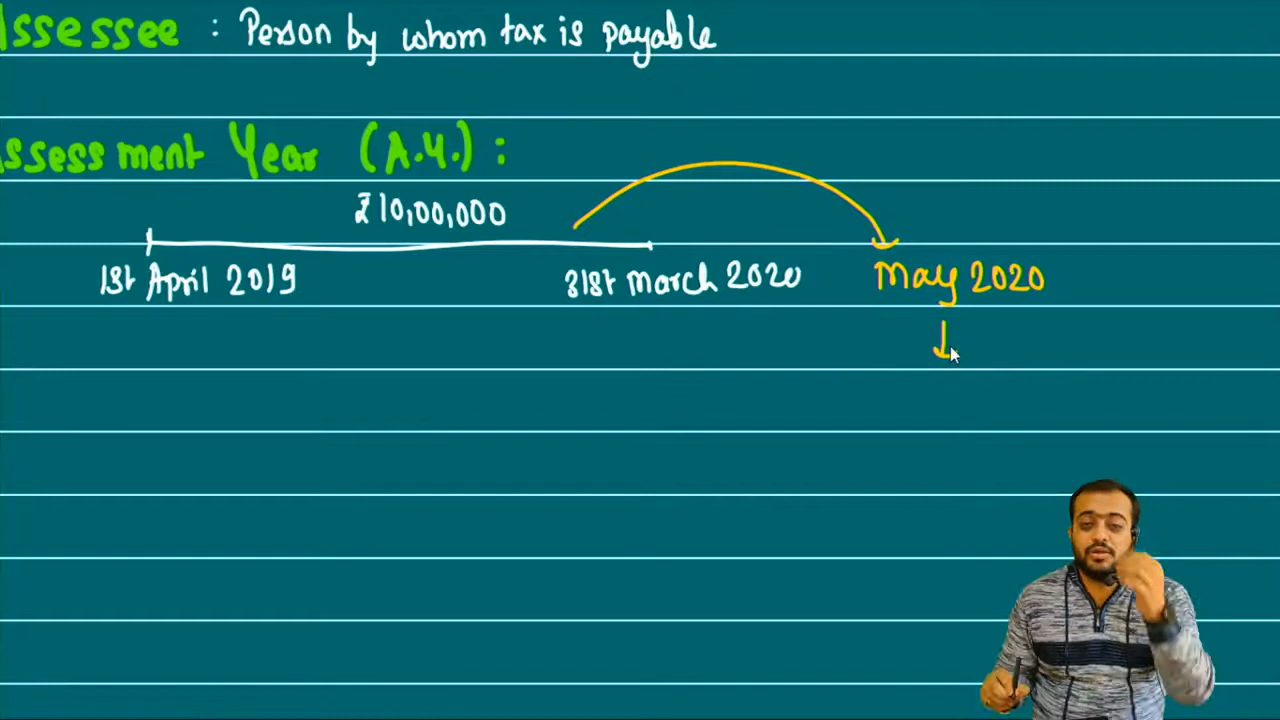 ssessee : Person by whom tax is payable
ssessment Year (A.Y.) :
₹10,00,000
1st April 2019 31st March 2020 May 2020